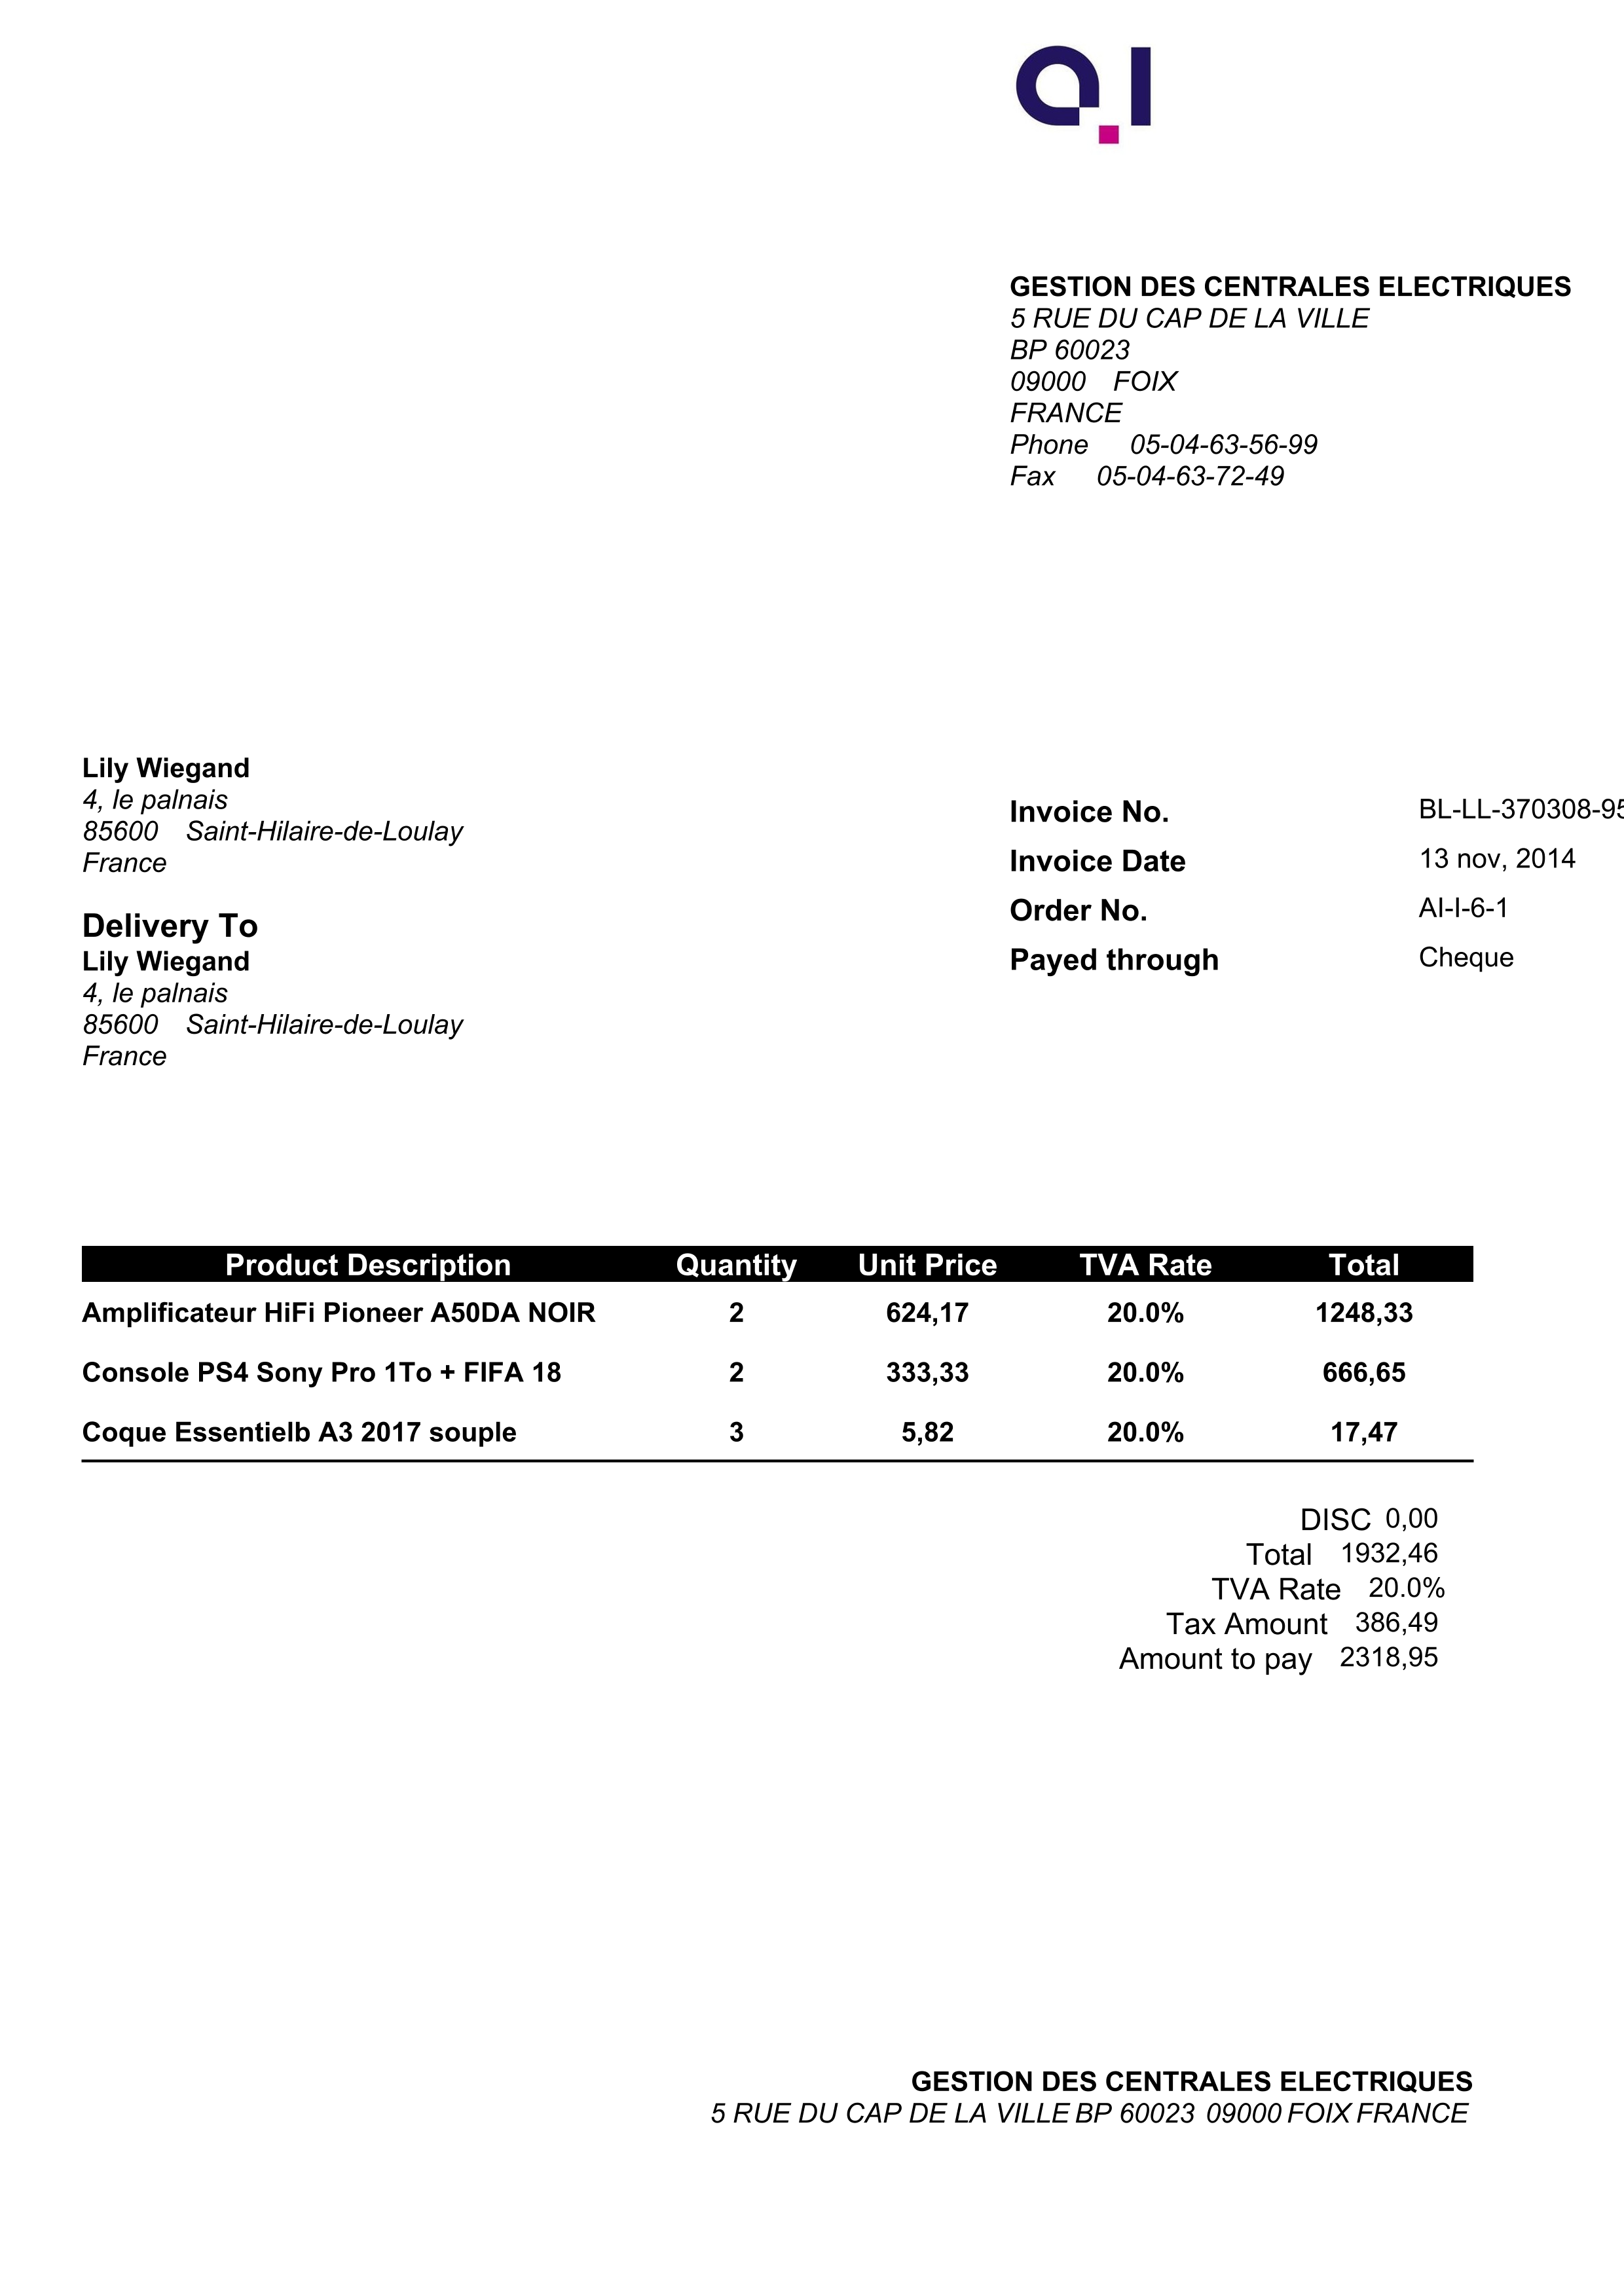 GESTION DES CENTRALES ELECTRIQUES
5 RUE DU CAP DE LA VILLE
BP 60023
09000 FOIX
FRANCE
Phone 05-04-63-56-99
Fax 05-04-63-72-49
Lily Wiegand
4, le palnais
85600 Saint-Hilaire-de-Loulay
France
Delivery To
Lily Wiegand
4, le palnais
85600 Saint-Hilaire-de-Loulay
France
Invoice No. BL-LL-370308-95
Invoice Date 13 nov, 2014
Order No. AI-I-6-1
Payed through Cheque
Product Description Quantity Unit Price TVA Rate Total
Amplificateur HiFi Pioneer A50DA NOIR 2 624,17 20.0% 1248,33
Console PS4 Sony Pro 1To + FIFA 18 2 333,33 20.0% 666,65
Coque Essentielb A3 2017 souple 3 5,82 20.0% 17,47
DISC 0,00
Total 1932,46
TVA Rate 20.0%
Tax Amount 386,49
Amount to pay 2318,95
GESTION DES CENTRALES ELECTRIQUES
5 RUE DU CAP DE LA VILLE BP 60023 09000 FOIX FRANCE